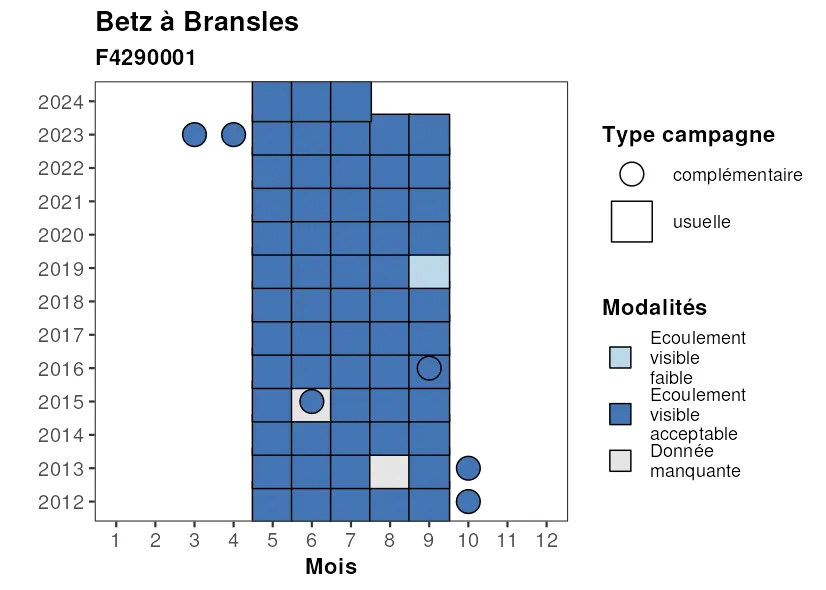 Betz à Bransles
F4290001
2024
2023
2022
2021
2020
2019
2018
2017
2016
2015
2014
2013
2012
1 2 3 4 5 6 7 8 9 10 11 12
Mois
Type campagne
complémentaire
usuelle
Modalités
Ecoulement
visible
faible
Ecoulement
visible
acceptable
Donnée
manquante